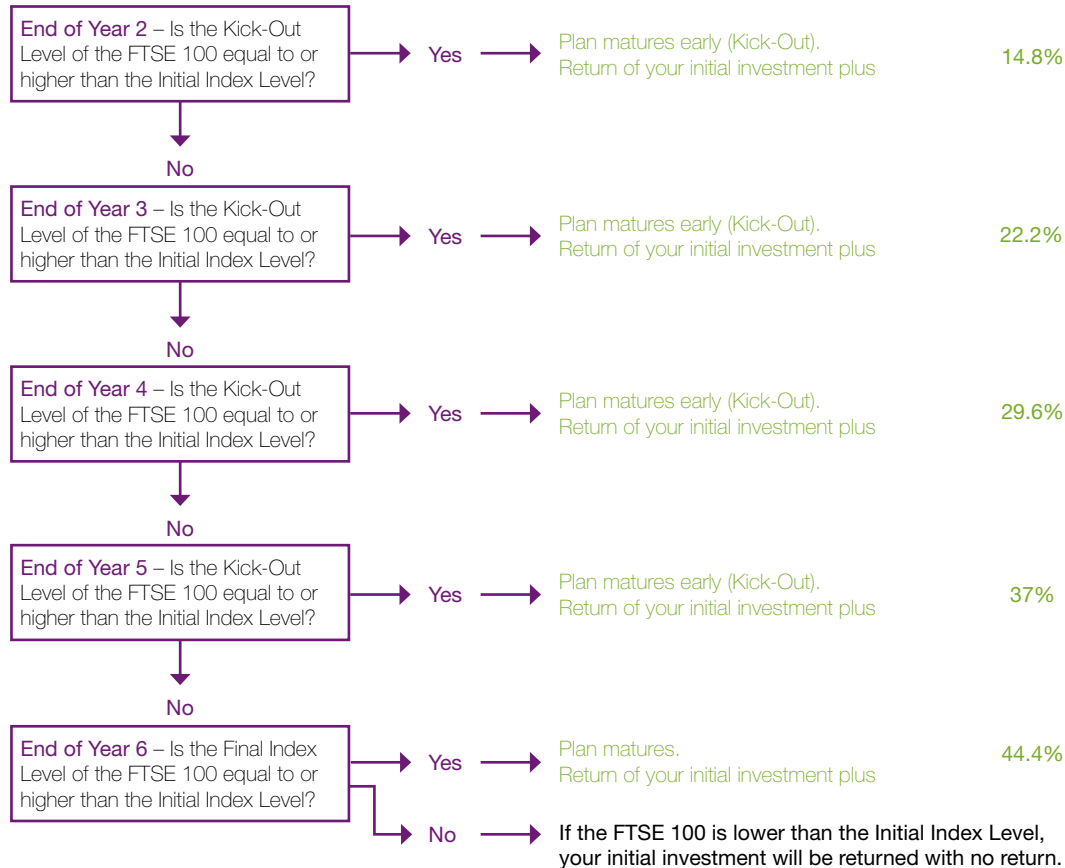 End of Year 2 – Is the Kick-Out
Level of the FTSE 100 equal to or
higher than the Initial Index Level?
Yes
Plan matures early (Kick-Out).
Return of your initial investment plus
14.8%
No
End of Year 3 – Is the Kick-Out
Level of the FTSE 100 equal to or
higher than the Initial Index Level?
Yes
Plan matures early (Kick-Out).
Return of your initial investment plus
22.2%
No
End of Year 4 – Is the Kick-Out
Level of the FTSE 100 equal to or
higher than the Initial Index Level?
Yes
Plan matures early (Kick-Out).
Return of your initial investment plus
29.6%
No
End of Year 5 – Is the Kick-Out
Level of the FTSE 100 equal to or
higher than the Initial Index Level?
Yes
Plan matures early (Kick-Out).
Return of your initial investment plus
37%
No
End of Year 6 – Is the Final Index
Level of the FTSE 100 equal to or
higher than the Initial Index Level?
Yes
Plan matures.
Return of your initial investment plus
44.4%
No
If the FTSE 100 is lower than the Initial Index Level,
your initial investment will be returned with no return.